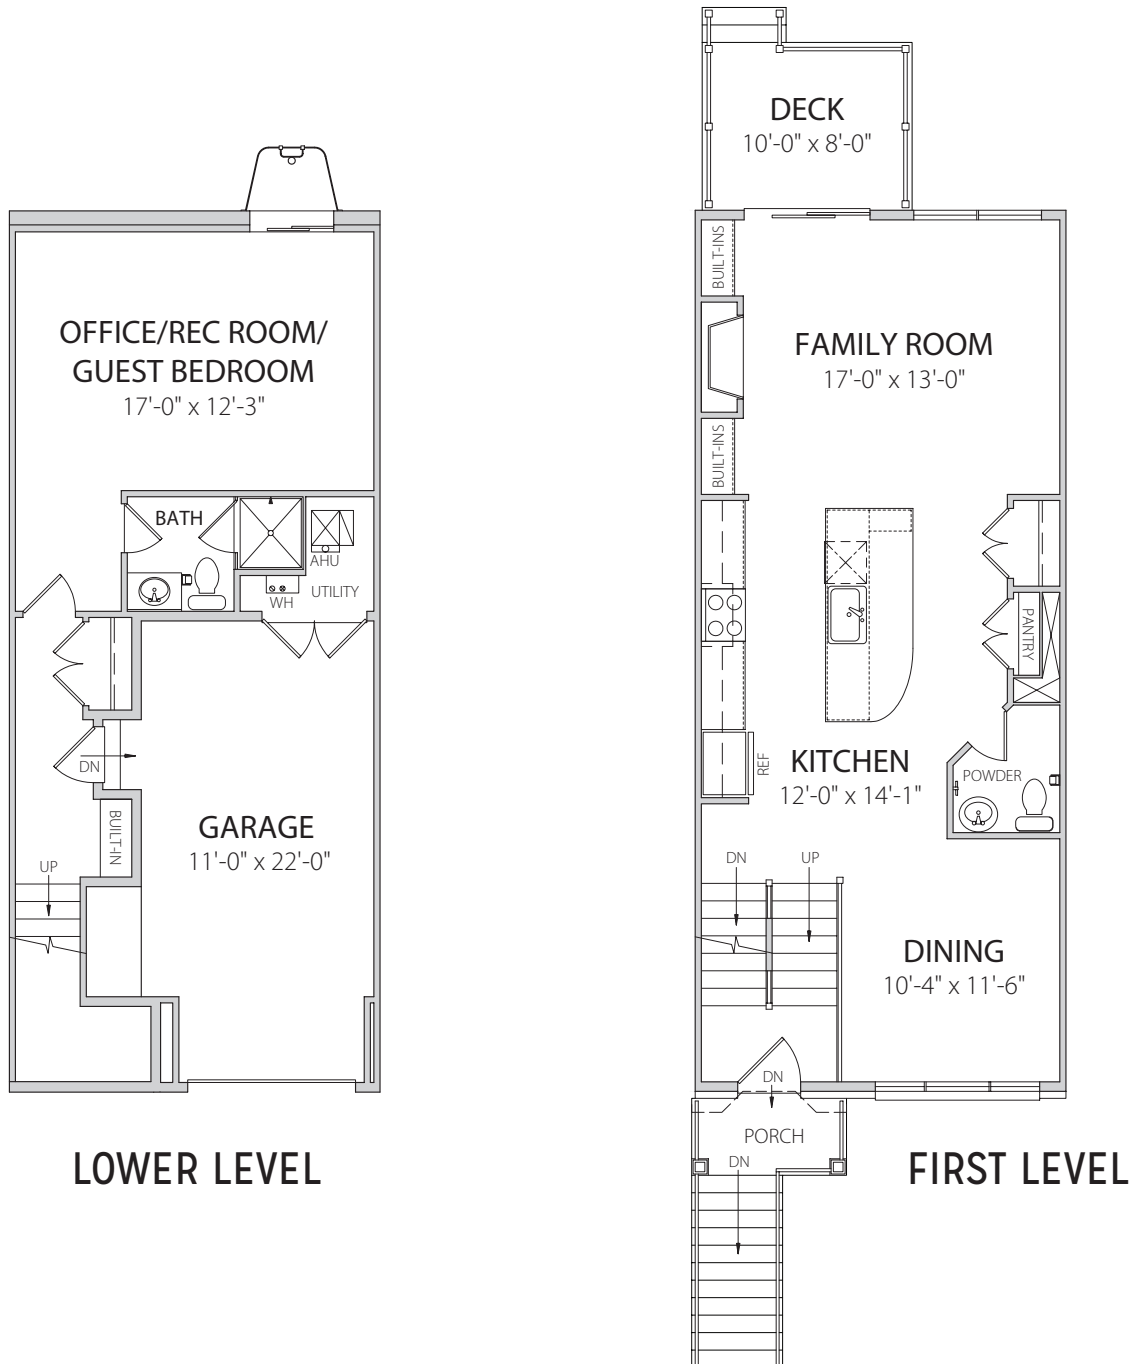 OFFICE/REC ROOM/
GUEST BEDROOM
17'-0" x 12'-3"
BATH
AHU
WH
UTILITY
DN
BUILT-IN
GARAGE
11'-0" x 22'-0"
UP
LOWER LEVEL
DECK
10'-0" x 8'-0"
BUILT-INS
FAMILY ROOM
17'-0" x 13'-0"
BUILT-INS
PANTRY
REF
KITCHEN
12'-0" x 14'-1"
POWDER
DN
UP
DINING
10'-4" x 11'-6"
DN
PORCH
DN
FIRST LEVEL